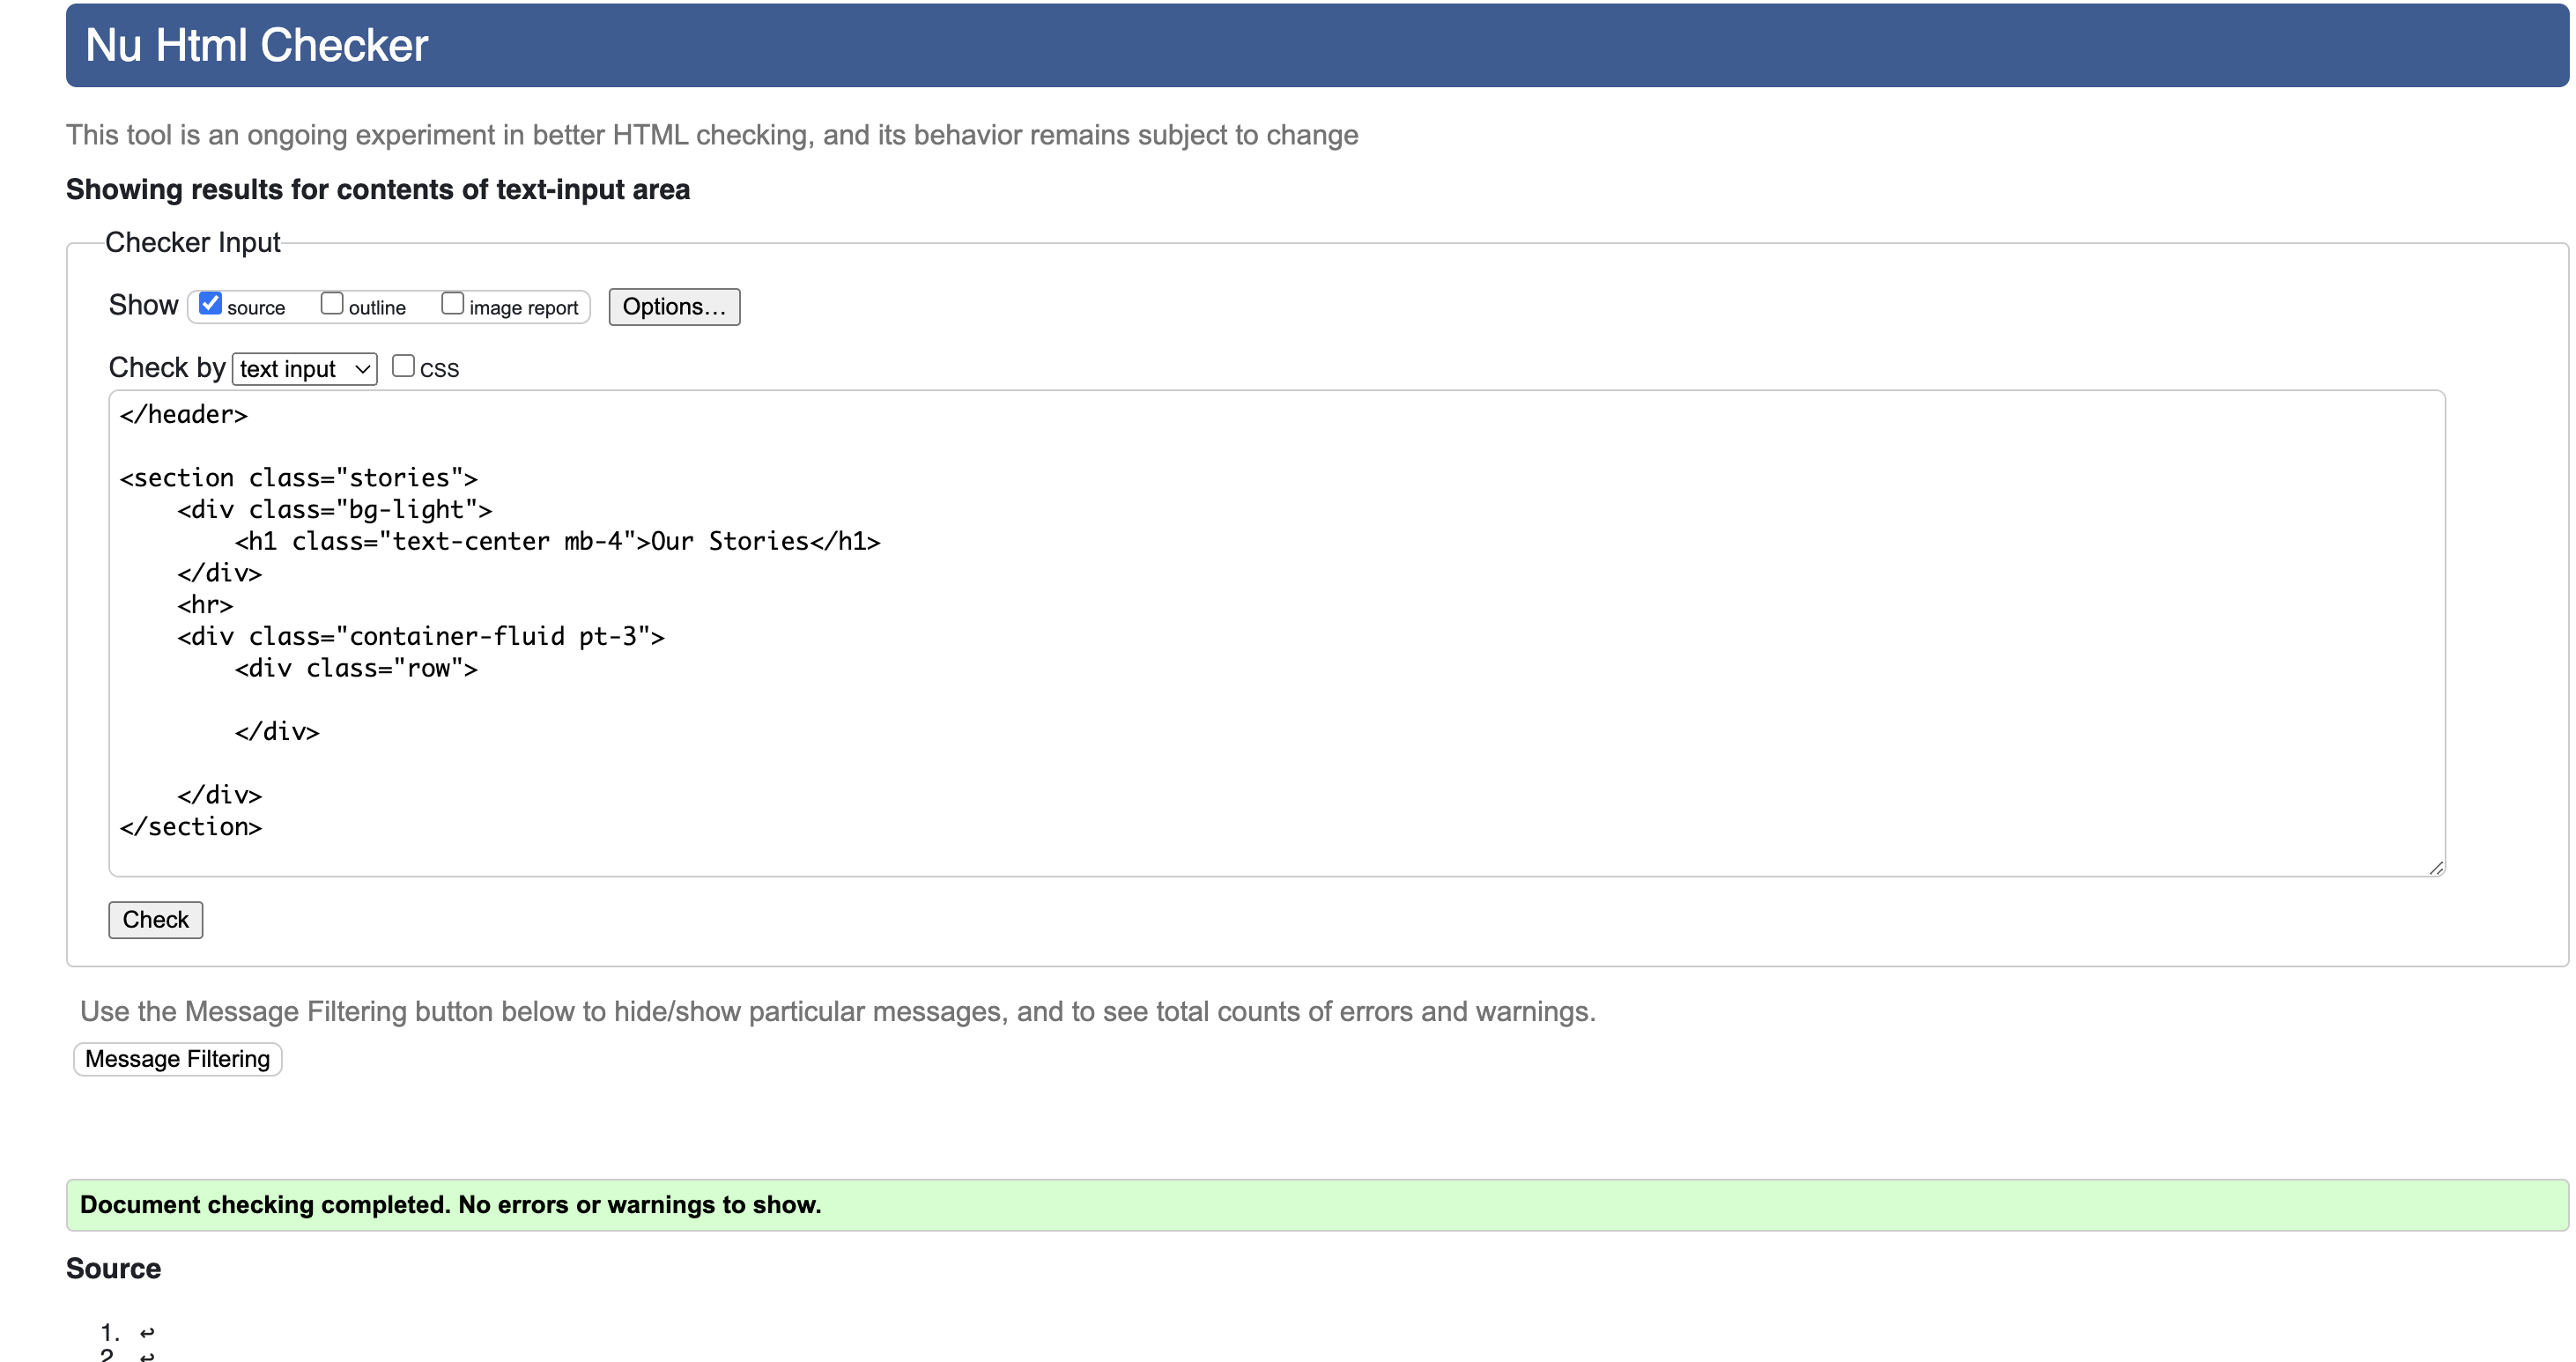 Nu Html Checker
This tool is an ongoing experiment in better HTML checking, and its behavior remains subject to change
Showing results for contents of text-input area
Checker Input
Show source outline image report Options...
Check by text input CSS
</header>
<section class="stories">
    <div class="bg-light">
        <h1 class="text-center mb-4">Our Stories</h1>
    </div>
    <hr>
    <div class="container-fluid pt-3">
        <div class="row">
        </div>
    </div>
</section>
Check
Use the Message Filtering button below to hide/show particular messages, and to see total counts of errors and warnings.
Message Filtering
Document checking completed. No errors or warnings to show.
Source
1. ↩
2. ↩